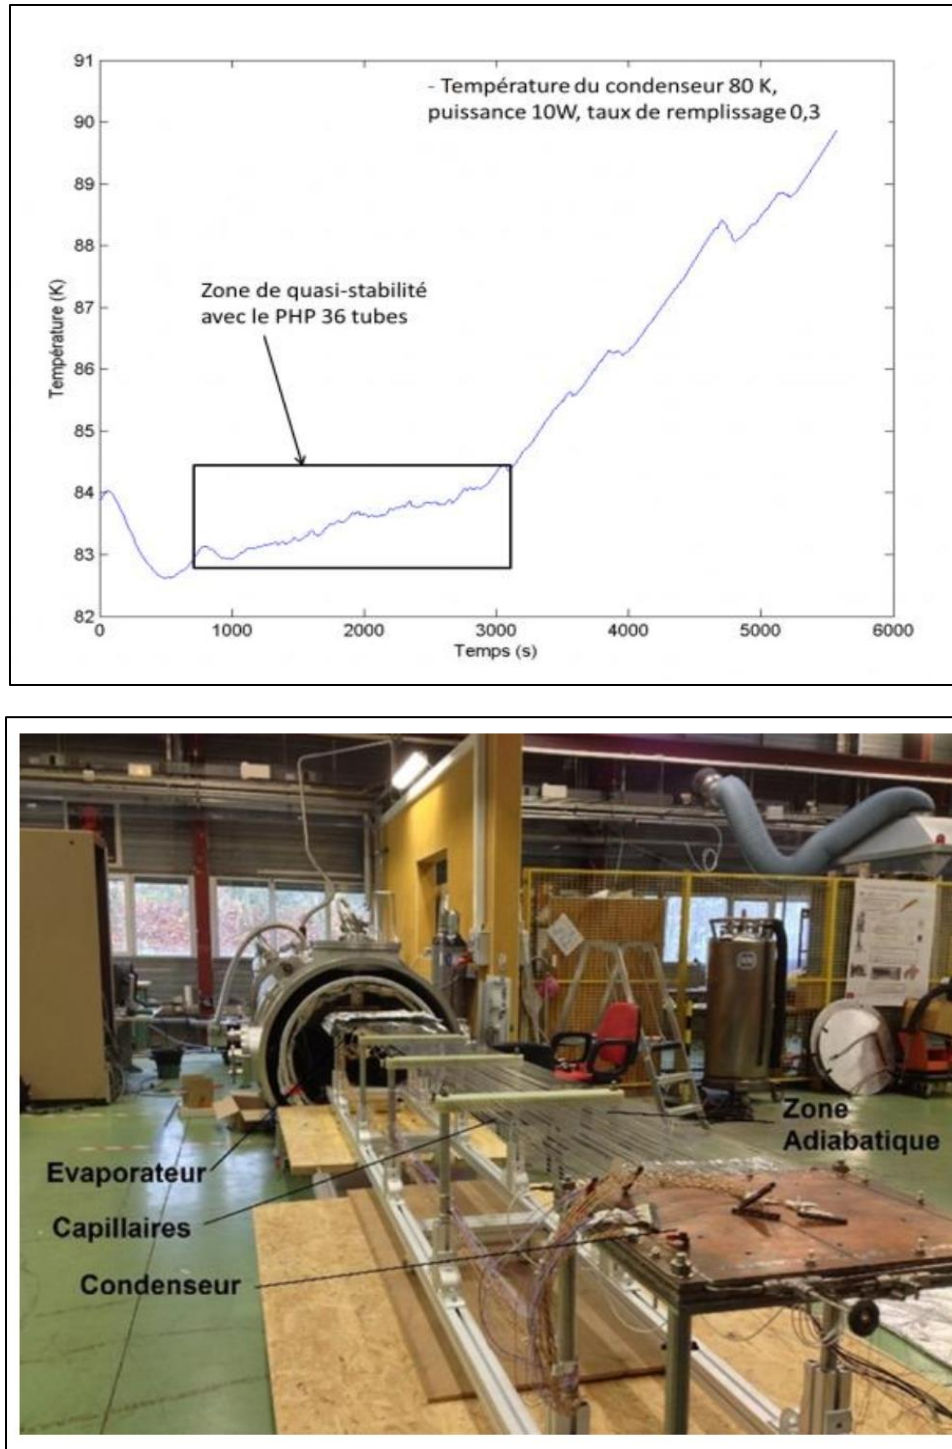 91
90
89
88
87
86
85
84
83
82
Température (K)
- Température du condenseur 80 K,
puissance 10W, taux de remplissage 0,3
Zone de quasi-stabilité
avec le PHP 36 tubes
0
1000
2000
3000
4000
5000
6000
Temps (s)
Zone
Adiabatique
Evaporateur
Capillaires
Condenseur